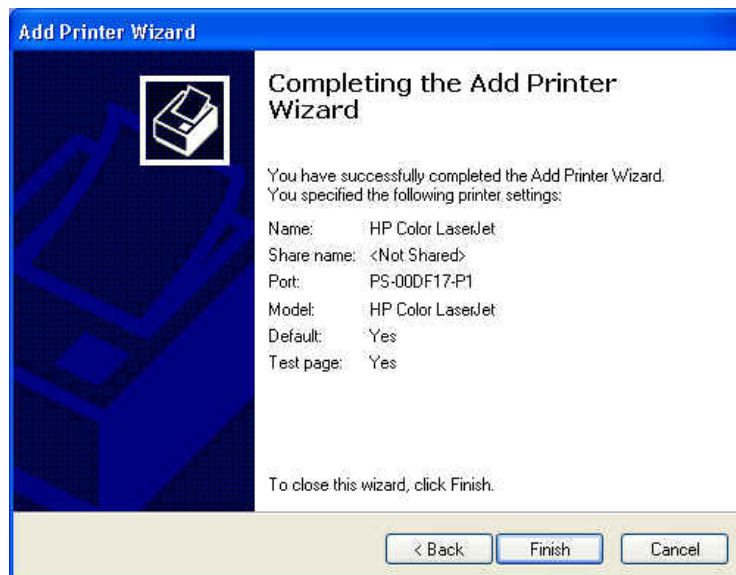 Add Printer Wizard
Completing the Add Printer
Wizard
You have successfully completed the Add Printer Wizard.
You specified the following printer settings:
Name: HP Color LaserJet
Share name: <Not Shared>
Port: PS-00DF17-P1
Model: HP Color LaserJet
Default: Yes
Test page: Yes
To close this wizard, click Finish.
< Back Finish Cancel